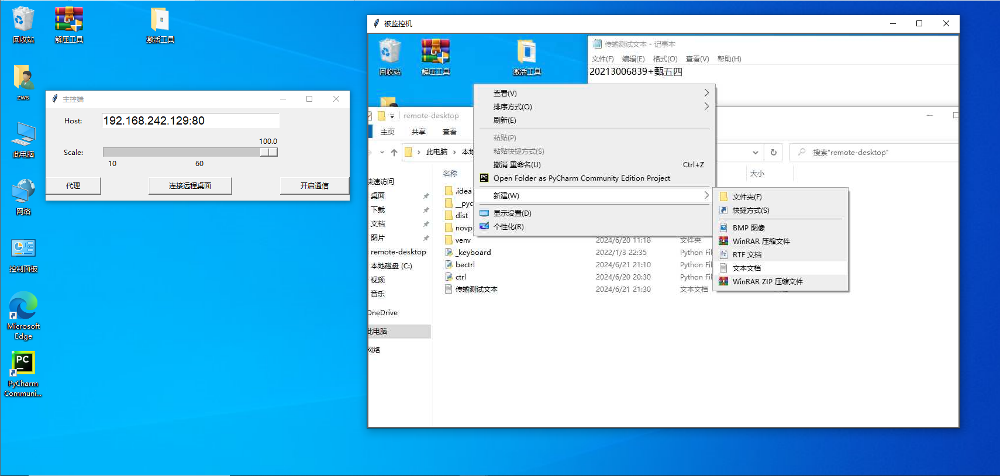 回收站
解压工具
激活工具
zws
此电脑
网络
控制面板
Microsoft
Edge
PyCharm
Communi...
主控端
Host:
192.168.242.129:80
100.0
Scale:
10
60
代理
连接远程桌面
开启通信
被监控机
回收站
解压工具
激活工具
传输测试文本 - 记事本
文件(F) 编辑(E) 格式(O) 查看(V) 帮助(H)
20213006839+甄五四
remote-desktop
主页 共享 查看
此电脑 › 本地
搜索"remote-desktop"
名称
大小
快速访问
桌面
下载
文档
图片
remote-desktop
本地磁盘 (C:)
视频
音乐
OneDrive
此电脑
网络
.idea
__pyc
dist
novp
venv 2024/6/20 11:18 文件夹
_keyboard 2022/1/3 22:35 Python Fil
bectrl 2024/6/21 21:10 Python Fil
ctrl 2024/6/20 20:30 Python Fil
传输测试文本 2024/6/21 21:30 文本文档
查看(V)
排序方式(O)
刷新(E)
粘贴(P)
粘贴快捷方式(S)
撤消 重命名(U) Ctrl+Z
Open Folder as PyCharm Community Edition Project
新建(W)
显示设置(D)
个性化(R)
文件夹(F)
快捷方式(S)
BMP 图像
WinRAR 压缩文件
RTF 文档
文本文档
WinRAR ZIP 压缩文件